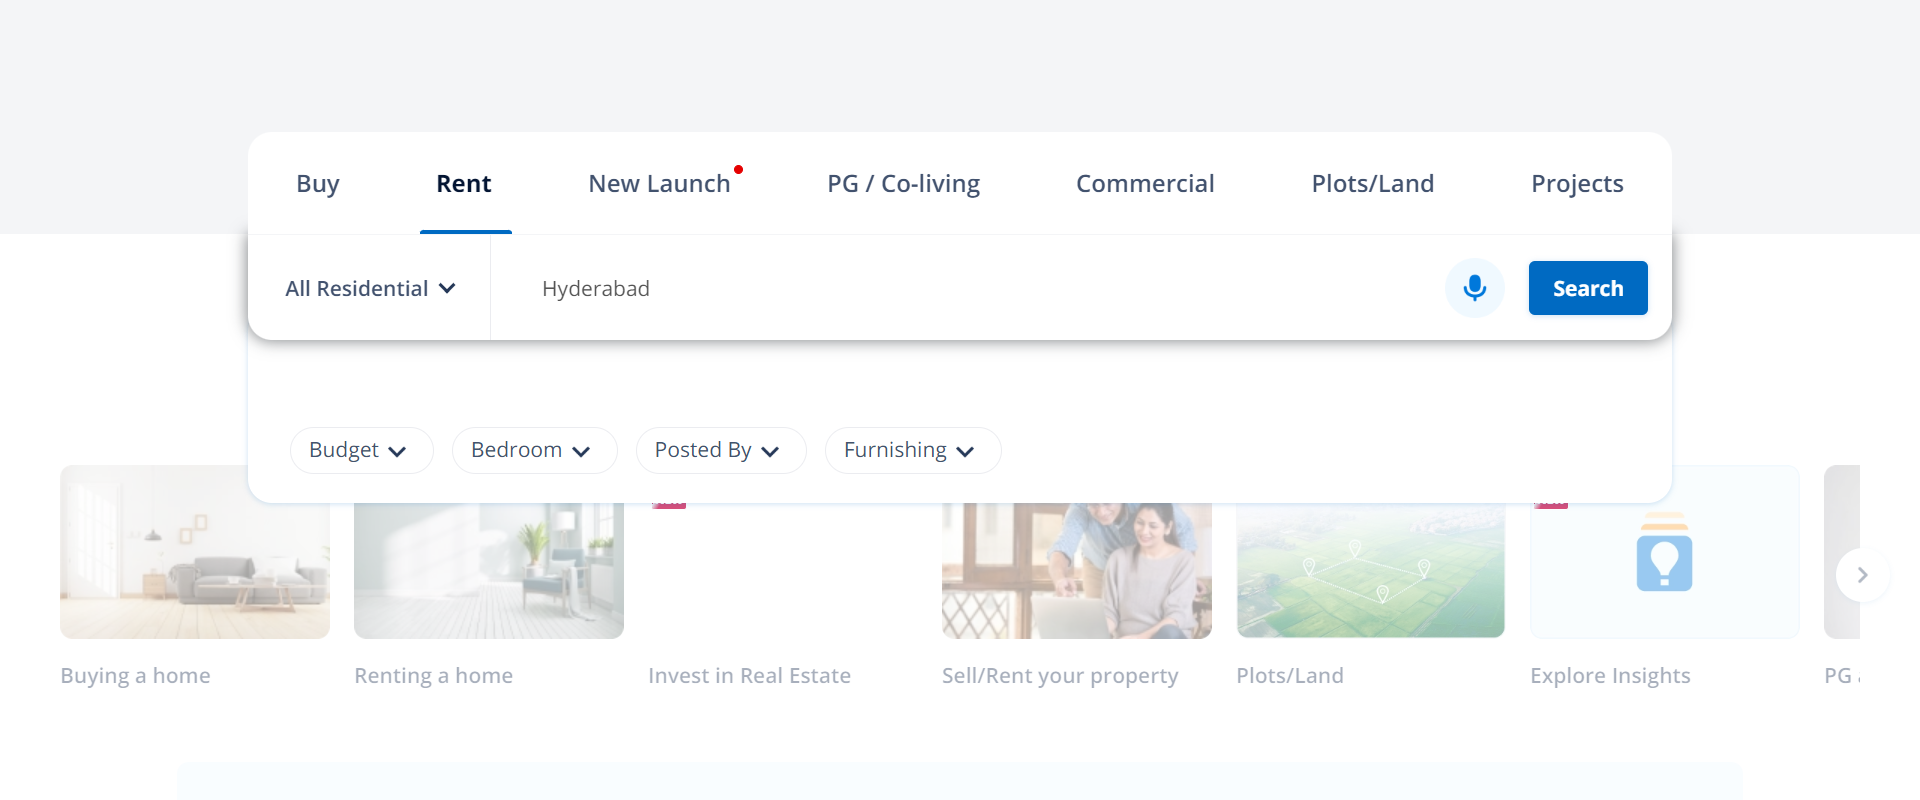 Buy Rent New Launch PG / Co-living Commercial Plots/Land Projects
All Residential Hyderabad Search
Budget Bedroom Posted By Furnishing
Buying a home Renting a home Invest in Real Estate Sell/Rent your property Plots/Land Explore Insights PG